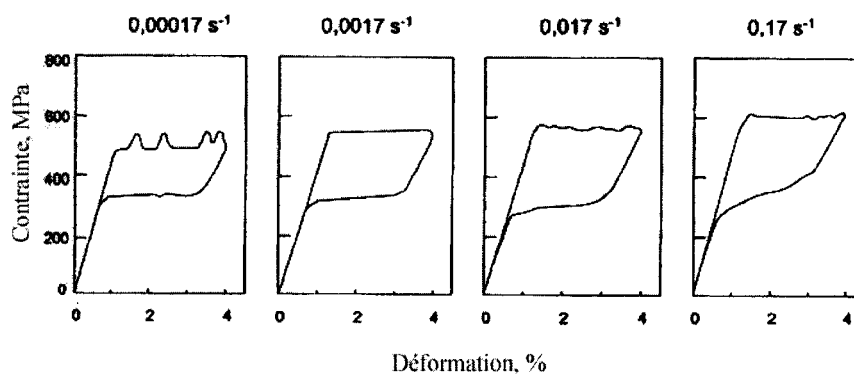 0,00017 s⁻¹ 0,0017 s⁻¹ 0,017 s⁻¹ 0,17 s⁻¹
Contrainte, MPa
800
600
400
200
0
0 2 4 0 2 4 0 2 4 0 2 4
Déformation, %